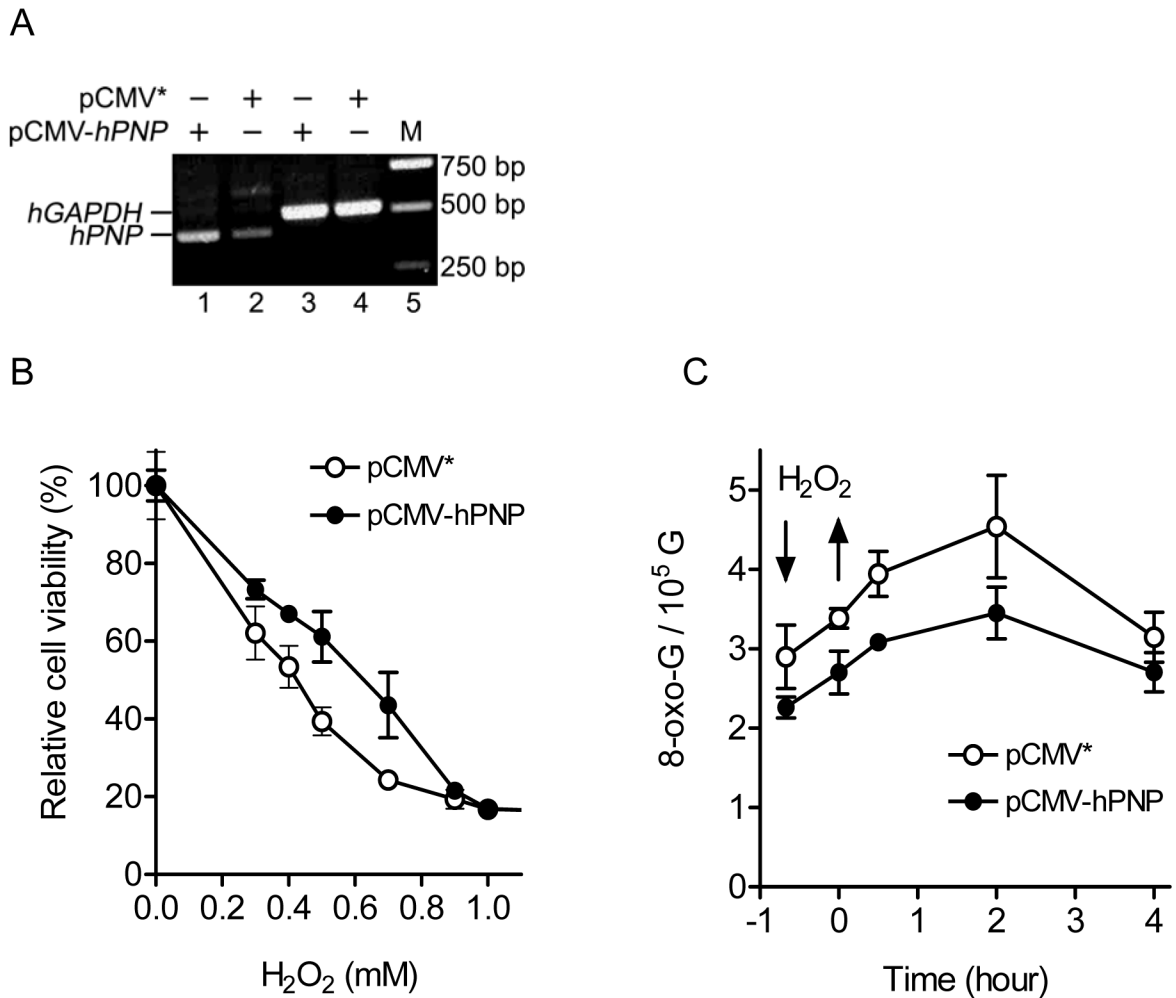 A
pCMV* − + − +
pCMV-hPNP + − + − M
750 bp
hGAPDH 500 bp
hPNP
250 bp
1 2 3 4 5
B
C
Relative cell viability (%)
100
80
60
40
20
0
pCMV*
pCMV-hPNP
0.0 0.2 0.4 0.6 0.8 1.0
H₂O₂ (mM)
8-oxo-G / 10⁵ G
5
4
3
2
1
0
H₂O₂
pCMV*
pCMV-hPNP
-1 0 1 2 3 4
Time (hour)